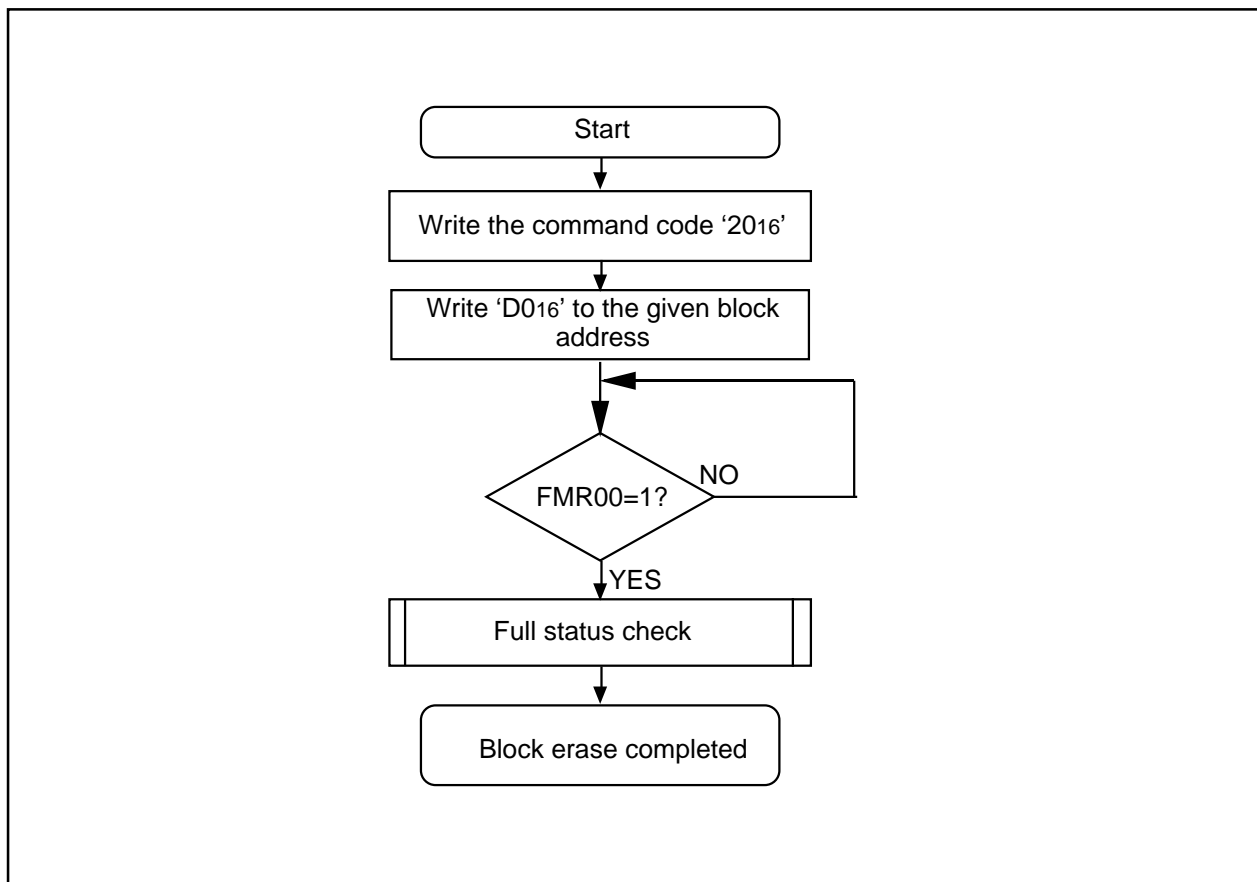 Start
Write the command code ‘2016’
Write ‘D016’ to the given block
address
FMR00=1?
NO
YES
Full status check
Block erase completed